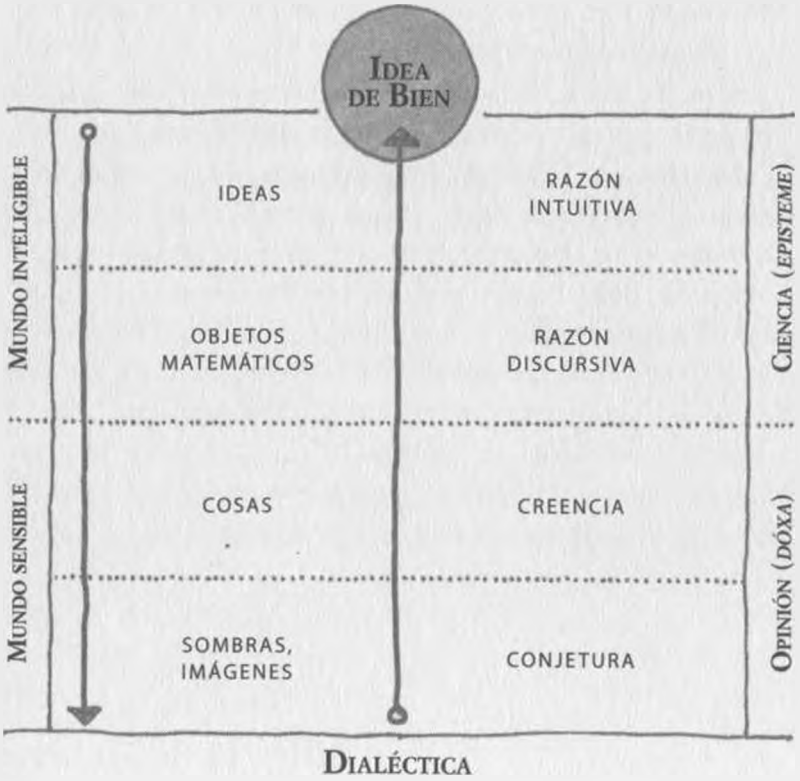 IDEA
DE BIEN
MUNDO INTELIGIBLE
IDEAS
RAZÓN
INTUITIVA
CIENCIA (EPISTEME)
OBJETOS
MATEMÁTICOS
RAZÓN
DISCURSIVA
MUNDO SENSIBLE
COSAS
CREENCIA
OPINIÓN (DÓXA)
SOMBRAS,
IMÁGENES
CONJETURA
DIALÉCTICA